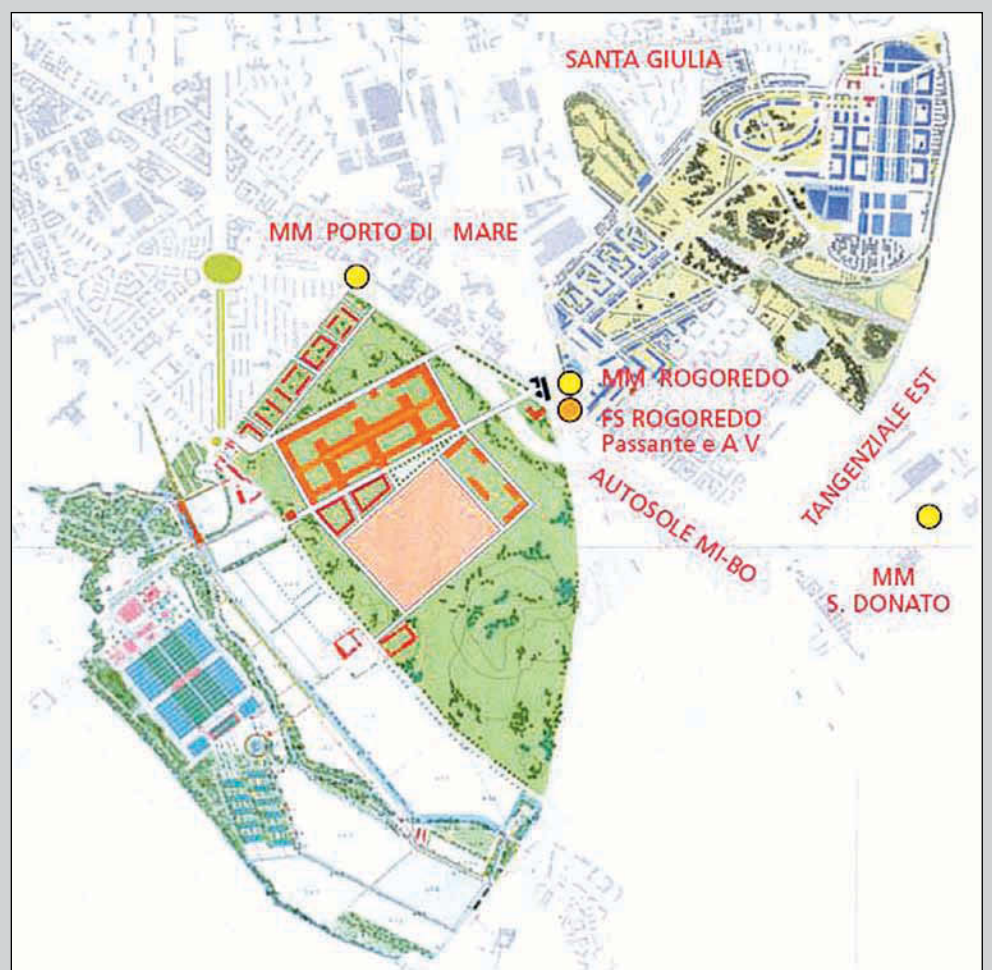 SANTA GIULIA
MM PORTO DI MARE
MM ROGOREDO
FS ROGOREDO
Passante e A V
TANGENZIALE EST
AUTOSOLE MI-BO
MM
S. DONATO